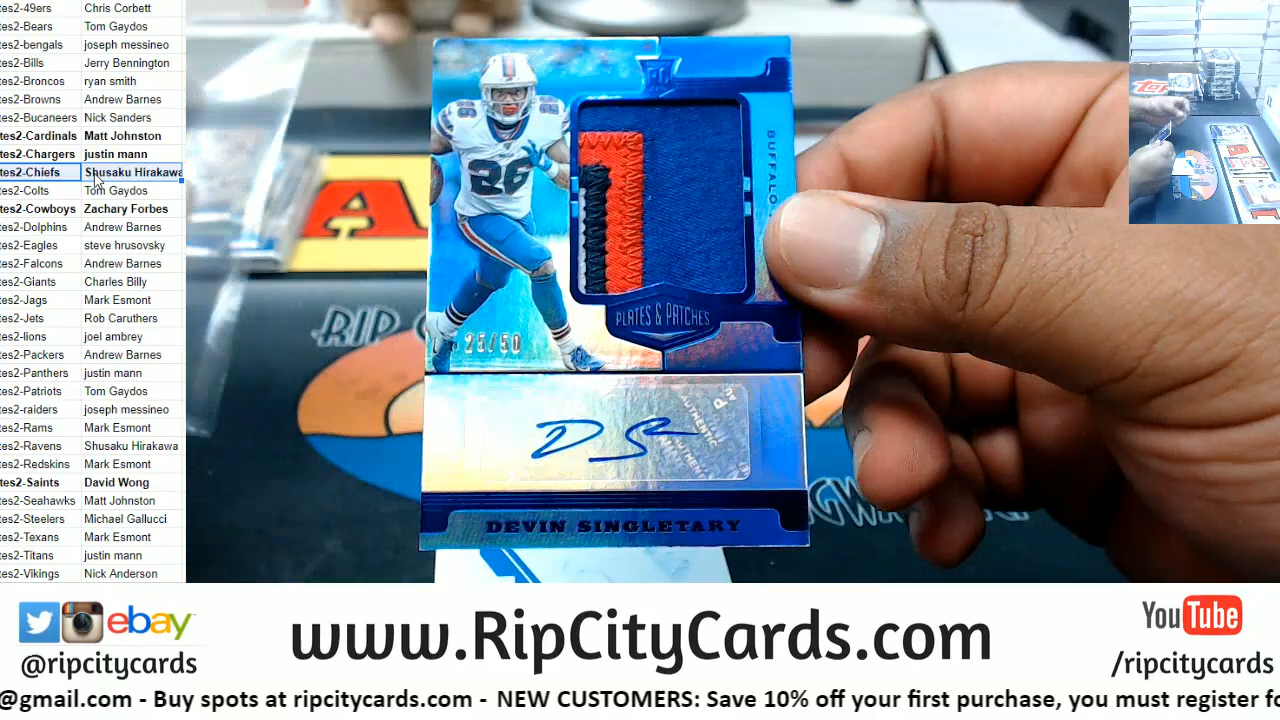 tes2-49ers Chris Corbett
tes2-Bears Tom Gaydos
tes2-bengals joseph messineo
tes2-Bills Jerry Bennington
tes2-Broncos ryan smith
tes2-Browns Andrew Barnes
tes2-Bucaneers Nick Sanders
tes2-Cardinals Matt Johnston
tes2-Chargers justin mann
tes2-Chiefs Shusaku Hirakawa
tes2-Colts Tom Gaydos
tes2-Cowboys Zachary Forbes
tes2-Dolphins Andrew Barnes
tes2-Eagles steve hrusovsky
tes2-Falcons Andrew Barnes
tes2-Giants Charles Billy
tes2-Jags Mark Esmont
tes2-Jets Rob Caruthers
tes2-lions joel ambrey
tes2-Packers Andrew Barnes
tes2-Panthers justin mann
tes2-Patriots Tom Gaydos
tes2-raiders joseph messineo
tes2-Rams Mark Esmont
tes2-Ravens Shusaku Hirakawa
tes2-Redskins Mark Esmont
tes2-Saints David Wong
tes2-Seahawks Matt Johnston
tes2-Steelers Michael Gallucci
tes2-Texans Mark Esmont
tes2-Titans justin mann
tes2-Vikings Nick Anderson
RC
BUFFALO
26
PLATES & PATCHES
25/50
DEVIN SINGLETARY
RIP
ebay
@ripcitycards
www.RipCityCards.com
YouTube
/ripcitycards
@gmail.com - Buy spots at ripcitycards.com - NEW CUSTOMERS: Save 10% off your first purchase, you must register fo